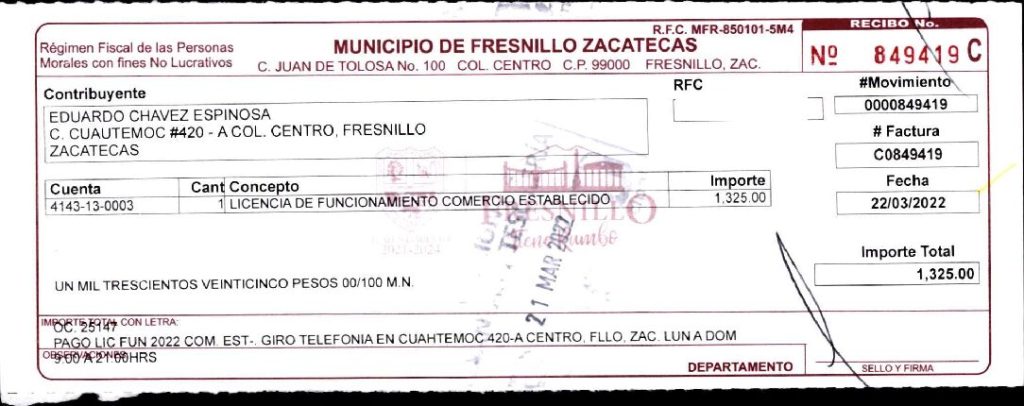 R.F.C. MFR-850101-5M4
RECIBO No.
Régimen Fiscal de las Personas
Morales con fines No Lucrativos
MUNICIPIO DE FRESNILLO ZACATECAS
C. JUAN DE TOLOSA No. 100 COL. CENTRO C.P. 99000 FRESNILLO, ZAC.
Nº 849419 C
Contribuyente
RFC
#Movimiento
EDUARDO CHAVEZ ESPINOSA
C. CUAUTEMOC #420 - A COL. CENTRO, FRESNILLO
ZACATECAS
0000849419
# Factura
C0849419
Cuenta Cant Concepto Importe
Fecha
4143-13-0003 1 LICENCIA DE FUNCIONAMIENTO COMERCIO ESTABLECIDO 1,325.00
22/03/2022
FRESNILLO
2021-2024
21 MAR 2022
Importe Total
1,325.00
UN MIL TRESCIENTOS VEINTICINCO PESOS 00/100 M.N.
IMPORTE TOTAL CON LETRA:
OC. 25147
PAGO LIC FUN 2022 COM. EST-. GIRO TELEFONIA EN CUAHTEMOC 420-A CENTRO, FLLO, ZAC. LUN A DOM
OBSERVACIONES
9:00 A 21:00HRS
DEPARTAMENTO
SELLO Y FIRMA